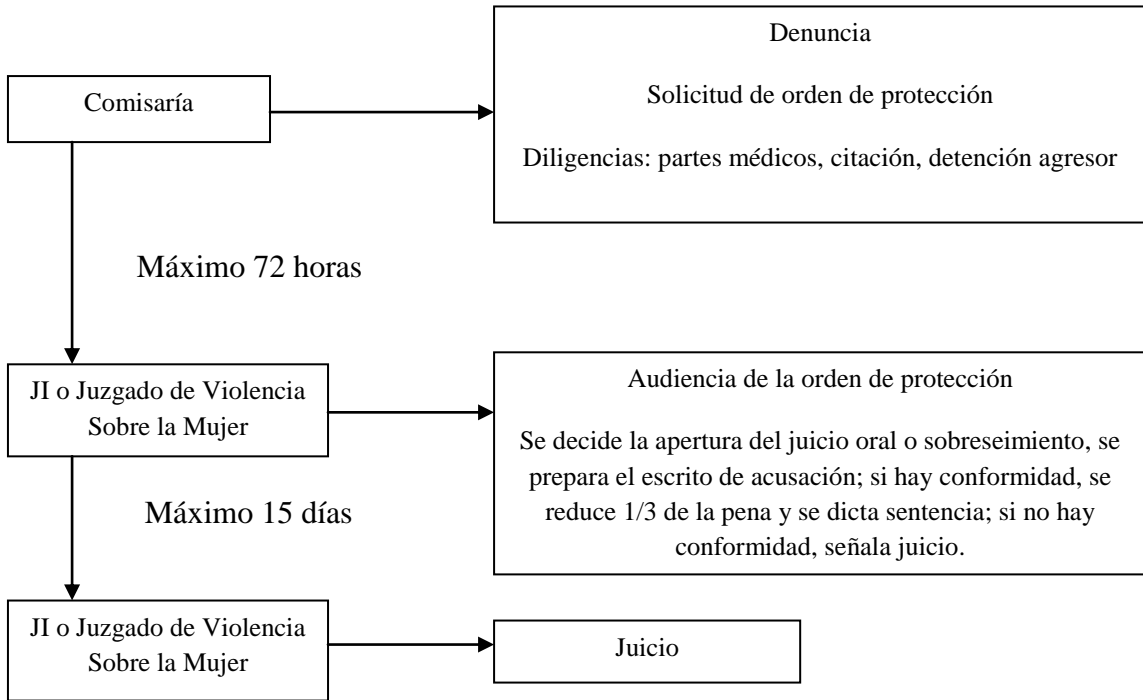 Comisaría
Denuncia
Solicitud de orden de protección
Diligencias: partes médicos, citación, detención agresor
Máximo 72 horas
JI o Juzgado de Violencia
Sobre la Mujer
Audiencia de la orden de protección
Se decide la apertura del juicio oral o sobreseimiento, se
prepara el escrito de acusación; si hay conformidad, se
reduce 1/3 de la pena y se dicta sentencia; si no hay
conformidad, señala juicio.
Máximo 15 días
JI o Juzgado de Violencia
Sobre la Mujer
Juicio